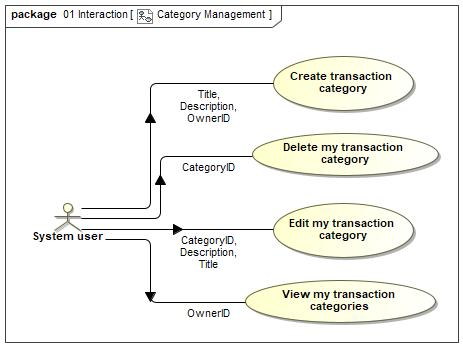 package 01 Interaction [ Category Management ]
Create transaction
category
Title,
Description,
OwnerID
Delete my transaction
category
CategoryID
System user
Edit my transaction
category
CategoryID,
Description,
Title
View my transaction
categories
OwnerID